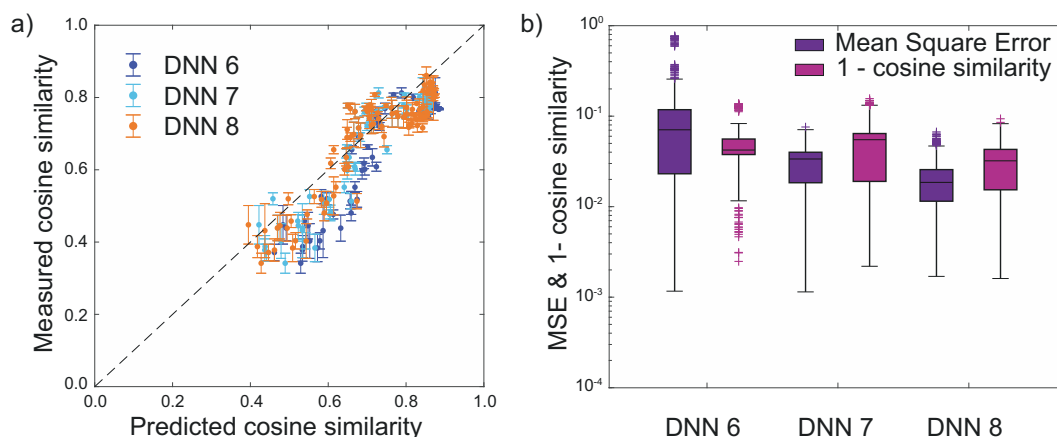 a)
Measured cosine similarity
1.0
0.8
0.6
0.4
0.2
0.0
DNN 6
DNN 7
DNN 8
0.0 0.2 0.4 0.6 0.8 1.0
Predicted cosine similarity
b)
MSE & 1- cosine similarity
10⁰
10⁻¹
10⁻²
10⁻³
10⁻⁴
Mean Square Error
1 - cosine similarity
DNN 6 DNN 7 DNN 8